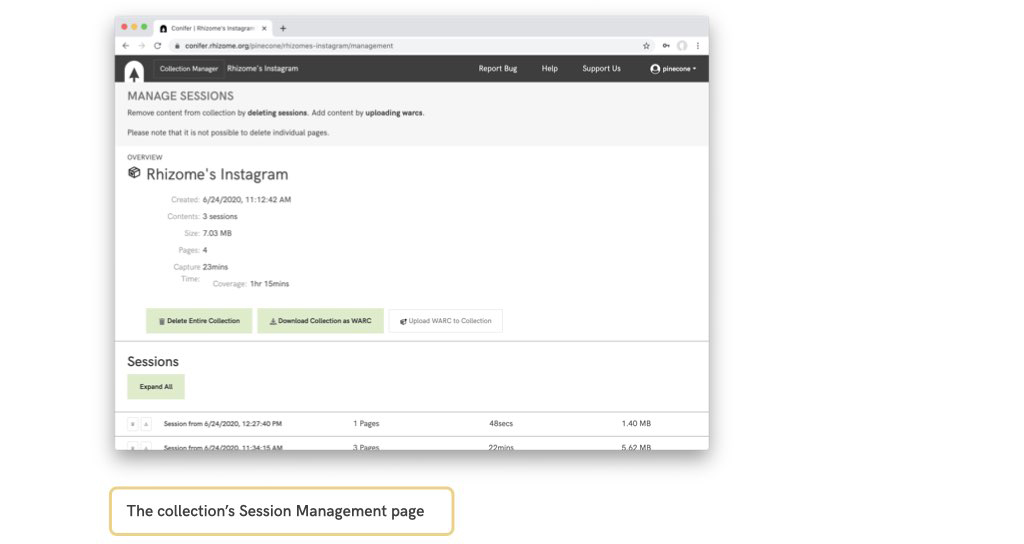 Conifer | Rhizome's Instagram
conifer.rhizome.org/pinecone/rhizomes-instagram/management
Collection Manager Rhizome's Instagram Report Bug Help Support Us pinecone
MANAGE SESSIONS
Remove content from collection by deleting sessions. Add content by uploading warcs.
Please note that it is not possible to delete individual pages.
OVERVIEW
Rhizome's Instagram
Created: 6/24/2020, 11:12:42 AM
Contents: 3 sessions
Size: 7.03 MB
Pages: 4
Capture 23mins
Time:
Coverage: 1hr 15mins
Delete Entire Collection Download Collection as WARC Upload WARC to Collection
Sessions
Expand All
Session from 6/24/2020, 12:27:40 PM 1 Pages 48secs 1.40 MB
Session from 6/24/2020, 11:34:15 AM 3 Pages 22mins 5.62 MB
The collection’s Session Management page